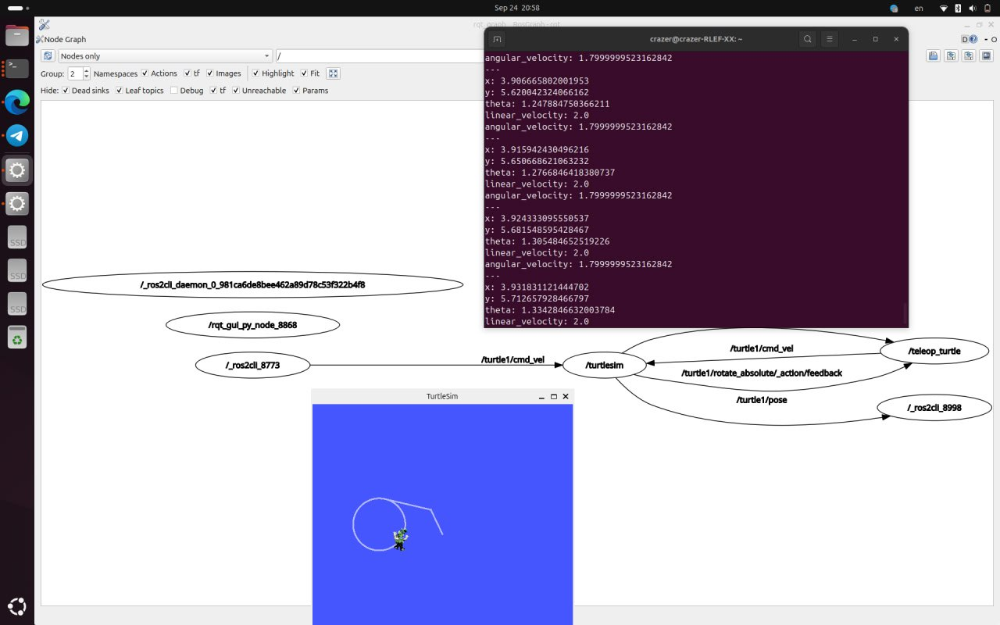 Sep 24 20:58
en
rqt_graph__RosGraph - rqt
Node Graph
D
- O
Nodes only
/
Group: 2 Namespaces Actions tf Images Highlight Fit
Hide: Dead sinks Leaf topics Debug tf Unreachable Params
crazer@crazer-RLEF-XX: ~
angular_velocity: 1.7999999523162842
---
x: 3.906665802001953
y: 5.620042324066162
theta: 1.247884750366211
linear_velocity: 2.0
angular_velocity: 1.7999999523162842
---
x: 3.915942430496216
y: 5.650668621063232
theta: 1.2766846418380737
linear_velocity: 2.0
angular_velocity: 1.7999999523162842
---
x: 3.924333095550537
y: 5.681548595428467
theta: 1.305484652519226
linear_velocity: 2.0
angular_velocity: 1.7999999523162842
---
x: 3.931831121444702
y: 5.712657928466797
theta: 1.3342846632003784
linear_velocity: 2.0
SSD
SSD
SSD
/_ros2cli_daemon_0_981ca6de8bee462a89d78c53f322b4f8
/rqt_gui_py_node_8868
/_ros2cli_8773
/turtle1/cmd_vel
/turtlesim
/turtle1/cmd_vel
/teleop_turtle
/turtle1/rotate_absolute/_action/feedback
/turtle1/pose
/_ros2cli_8998
TurtleSim